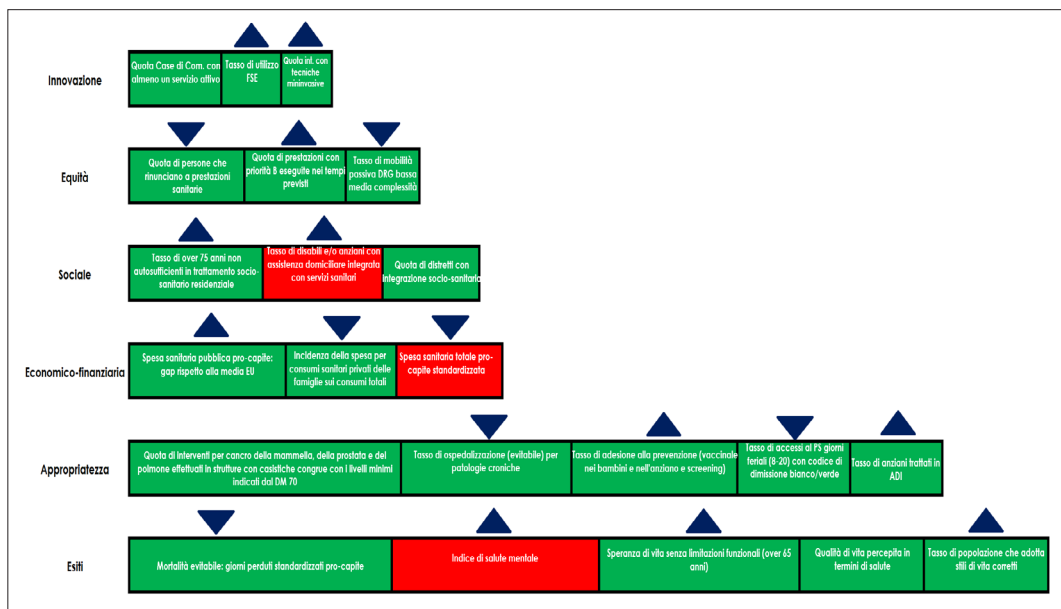 Innovazione
Quota Case di Com. con
almeno un servizio attivo
Tasso di utilizzo
FSE
Quota int. con
tecniche
mininvasive
Equità
Quota di persone che
rinunciano a prestazioni
sanitarie
Quota di prestazioni con
priorità B eseguite nei tempi
previsti
Tasso di mobilità
passiva DRG bassa
media complessità
Sociale
Tasso di over 75 anni non
autosufficienti in trattamento socio-
sanitario residenziale
Tasso di disabili e/o anziani con
assistenza domiciliare integrata
con servizi sanitari
Quota di distretti con
integrazione socio-sanitaria
Economico-finanziaria
Spesa sanitaria pubblica pro-capite:
gap rispetto alla media EU
Incidenza della spesa per
consumi sanitari privati delle
famiglie sui consumi totali
Spesa sanitaria totale pro-
capite standardizzata
Appropriatezza
Quota di interventi per cancro della mammella, della prostata e del
polmone effettuati in strutture con casistiche congrue con i livelli minimi
indicati dal DM 70
Tasso di ospedalizzazione (evitabile) per
patologie croniche
Tasso di adesione alla prevenzione (vaccinale
nei bambini e nell'anziano e screening)
Tasso di accessi al PS giorni
feriali (8-20) con codice di
dimissione bianco/verde
Tasso di anziani trattati in
ADI
Esiti
Mortalità evitabile: giorni perduti standardizzati pro-capite
Indice di salute mentale
Speranza di vita senza limitazioni funzionali (over 65
anni)
Qualità di vita percepita in
termini di salute
Tasso di popolazione che adotta
stili di vita corretti